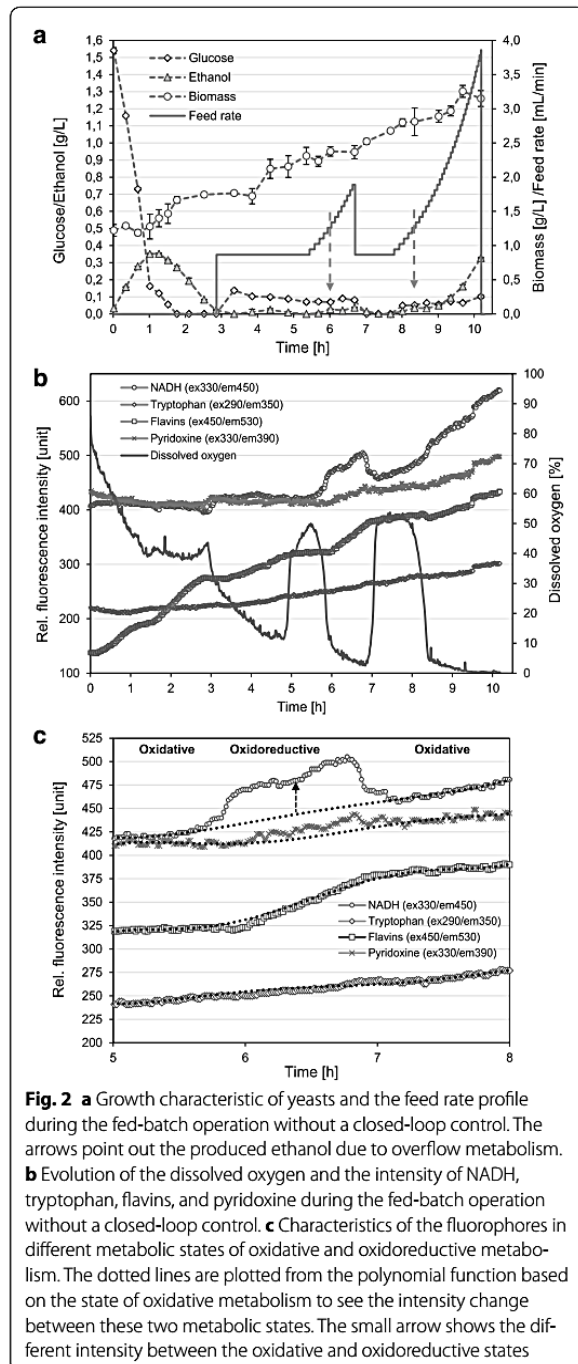 a
1,6
1,5
1,4
1,3
1,2
1,1
1,0
0,9
0,8
0,7
0,6
0,5
0,4
0,3
0,2
0,1
0,0
Glucose/Ethanol [g/L]
Glucose
Ethanol
Biomass
Feed rate
4,0
3,5
3,0
2,5
2,0
1,5
1,0
0,5
0,0
Biomass [g/L] /Feed rate [mL/min]
0 1 2 3 4 5 6 7 8 9 10
Time [h]
b
600
500
400
300
200
100
Rel. fluorescence intensity [unit]
NADH (ex330/em450)
Tryptophan (ex290/em350)
Flavins (ex450/em530)
Pyridoxine (ex330/em390)
Dissolved oxygen
100
90
80
70
60
50
40
30
20
10
0
Dissolved oxygen [%]
0 1 2 3 4 5 6 7 8 9 10
Time [h]
c
525
500
475
450
425
400
375
350
325
300
275
250
225
200
Rel. fluorescence intensity [unit]
Oxidative Oxidoreductive Oxidative
NADH (ex330/em450)
Tryptophan (ex290/em350)
Flavins (ex450/em530)
Pyridoxine (ex330/em390)
5 6 7 8
Time [h]
Fig. 2 a Growth characteristic of yeasts and the feed rate profile
during the fed-batch operation without a closed-loop control. The
arrows point out the produced ethanol due to overflow metabolism.
b Evolution of the dissolved oxygen and the intensity of NADH,
tryptophan, flavins, and pyridoxine during the fed-batch operation
without a closed-loop control. c Characteristics of the fluorophores in
different metabolic states of oxidative and oxidoreductive metabo-
lism. The dotted lines are plotted from the polynomial function based
on the state of oxidative metabolism to see the intensity change
between these two metabolic states. The small arrow shows the dif-
ferent intensity between the oxidative and oxidoreductive states